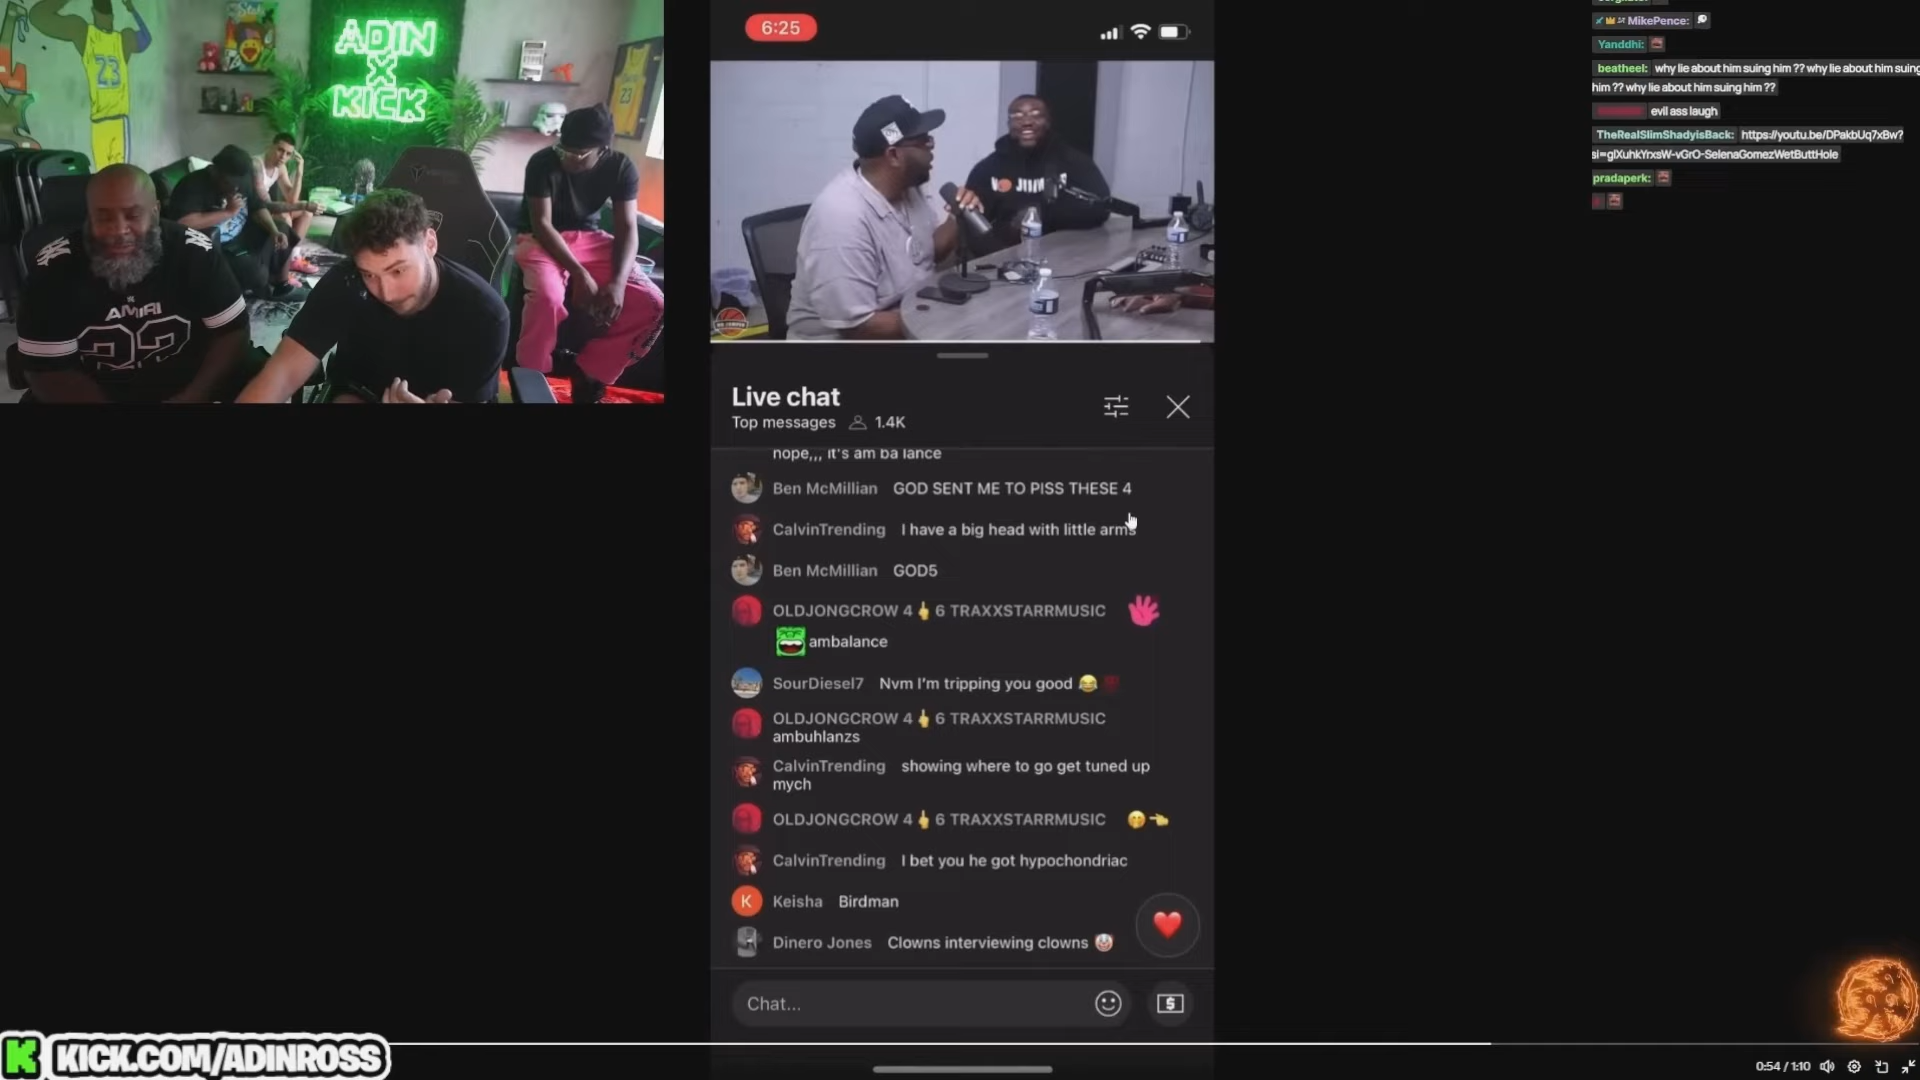 ADIN
X
KICK
23
23
AMIRI
22
6:25
Live chat
Top messages 1.4K
nope,,, it's am ba lance
Ben McMillian GOD SENT ME TO PISS THESE 4
CalvinTrending I have a big head with little arms
Ben McMillian GOD5
OLDJONGCROW 4🖕6 TRAXXSTARRMUSIC
ambalance
SourDiesel7 Nvm I'm tripping you good 😂
OLDJONGCROW 4🖕6 TRAXXSTARRMUSIC
ambuhlanzs
CalvinTrending showing where to go get tuned up
mych
OLDJONGCROW 4🖕6 TRAXXSTARRMUSIC
CalvinTrending I bet you he got hypochondriac
K Keisha Birdman
Dinero Jones Clowns interviewing clowns 🤡
Chat...
MikePence:
Yanddhi:
beatheel: why lie about him suing him ?? why lie about him suing
him ?? why lie about him suing him ??
evil ass laugh
TheRealSlimShadyisBack: https://youtu.be/DPakbUq7xBw?
si=glXuhkYrxsW-vGrO-SelenaGomezWetButtHole
pradaperk:
K KICK.COM/ADINROSS
0:54 / 1:10